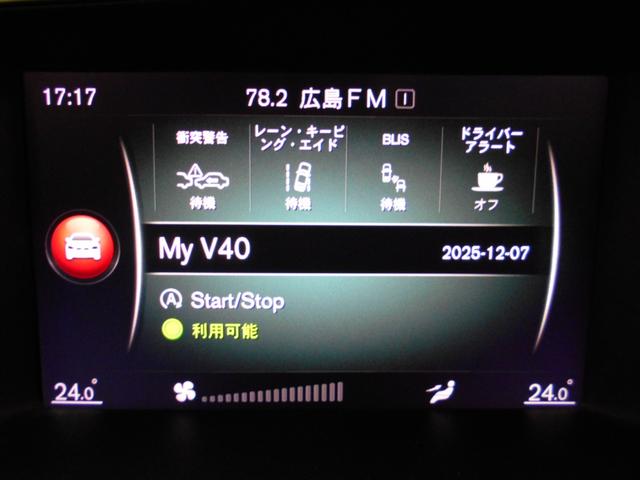 17:17 78.2 広島FM I
衝突警告 レーン・キーピ BLIS ドライバー
ング・エイド アラート
待機 待機 待機 オフ
My V40 2025-12-07
A Start/Stop
利用可能
24.0° 24.0°